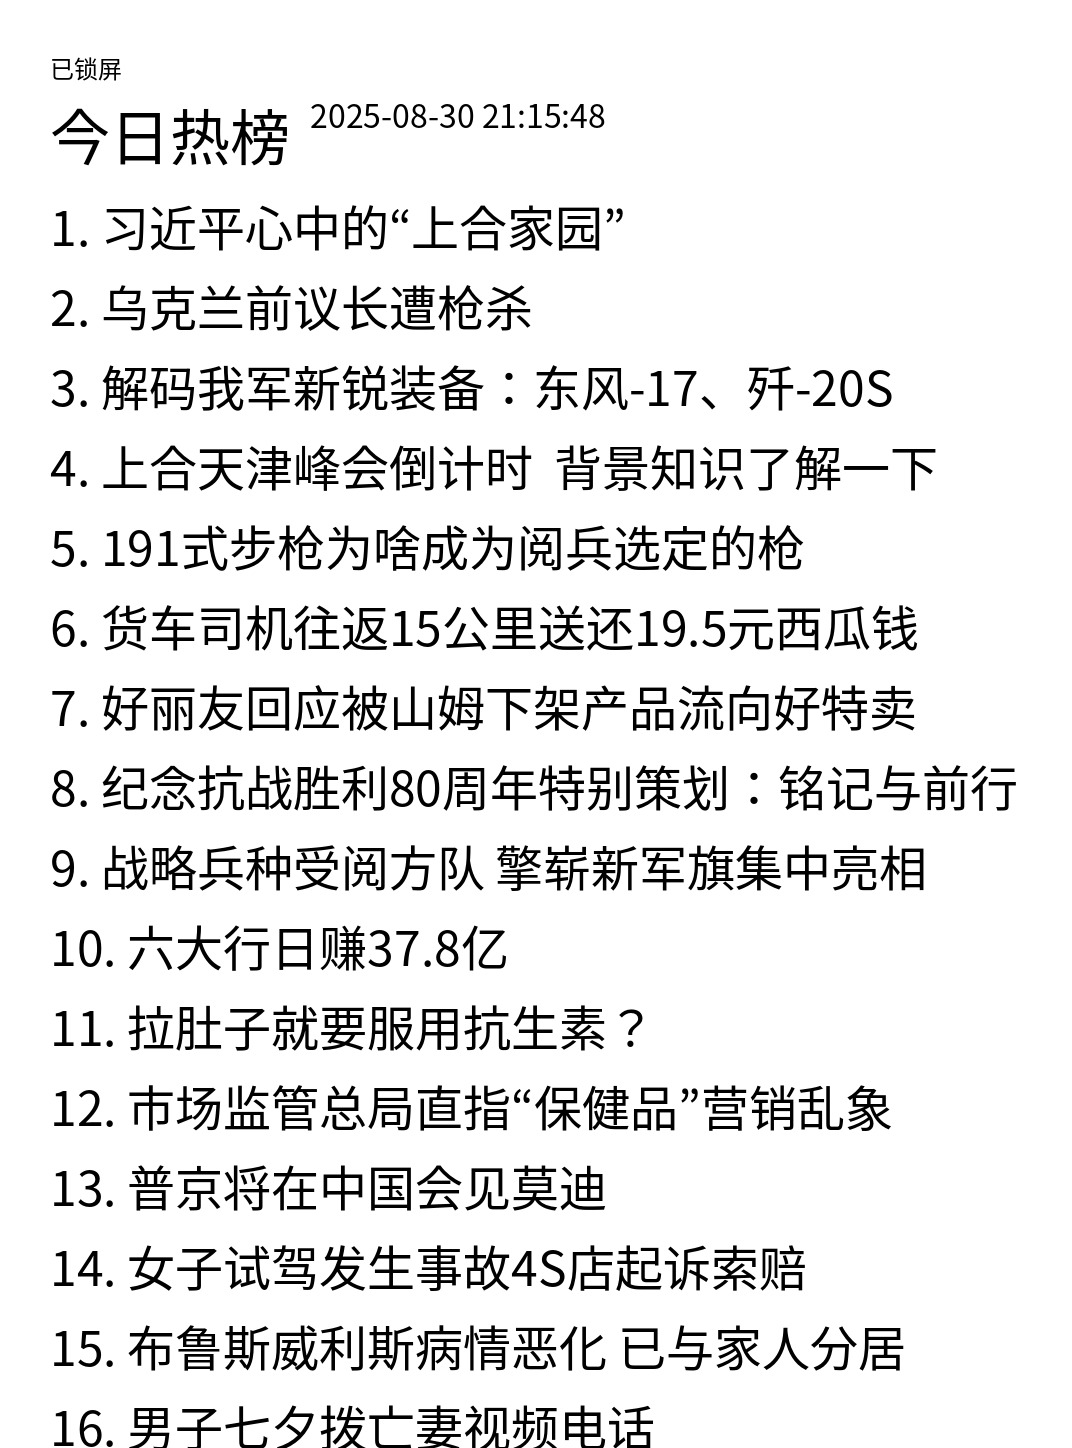 已锁屏
今日热榜 2025-08-30 21:15:48
1. 习近平心中的“上合家园”
2. 乌克兰前议长遭枪杀
3. 解码我军新锐装备：东风-17、歼-20S
4. 上合天津峰会倒计时  背景知识了解一下
5. 191式步枪为啥成为阅兵选定的枪
6. 货车司机往返15公里送还19.5元西瓜钱
7. 好丽友回应被山姆下架产品流向好特卖
8. 纪念抗战胜利80周年特别策划：铭记与前行
9. 战略兵种受阅方队 擎崭新军旗集中亮相
10. 六大行日赚37.8亿
11. 拉肚子就要服用抗生素？
12. 市场监管总局直指“保健品”营销乱象
13. 普京将在中国会见莫迪
14. 女子试驾发生事故4S店起诉索赔
15. 布鲁斯威利斯病情恶化 已与家人分居
16. 男子七夕拨亡妻视频电话